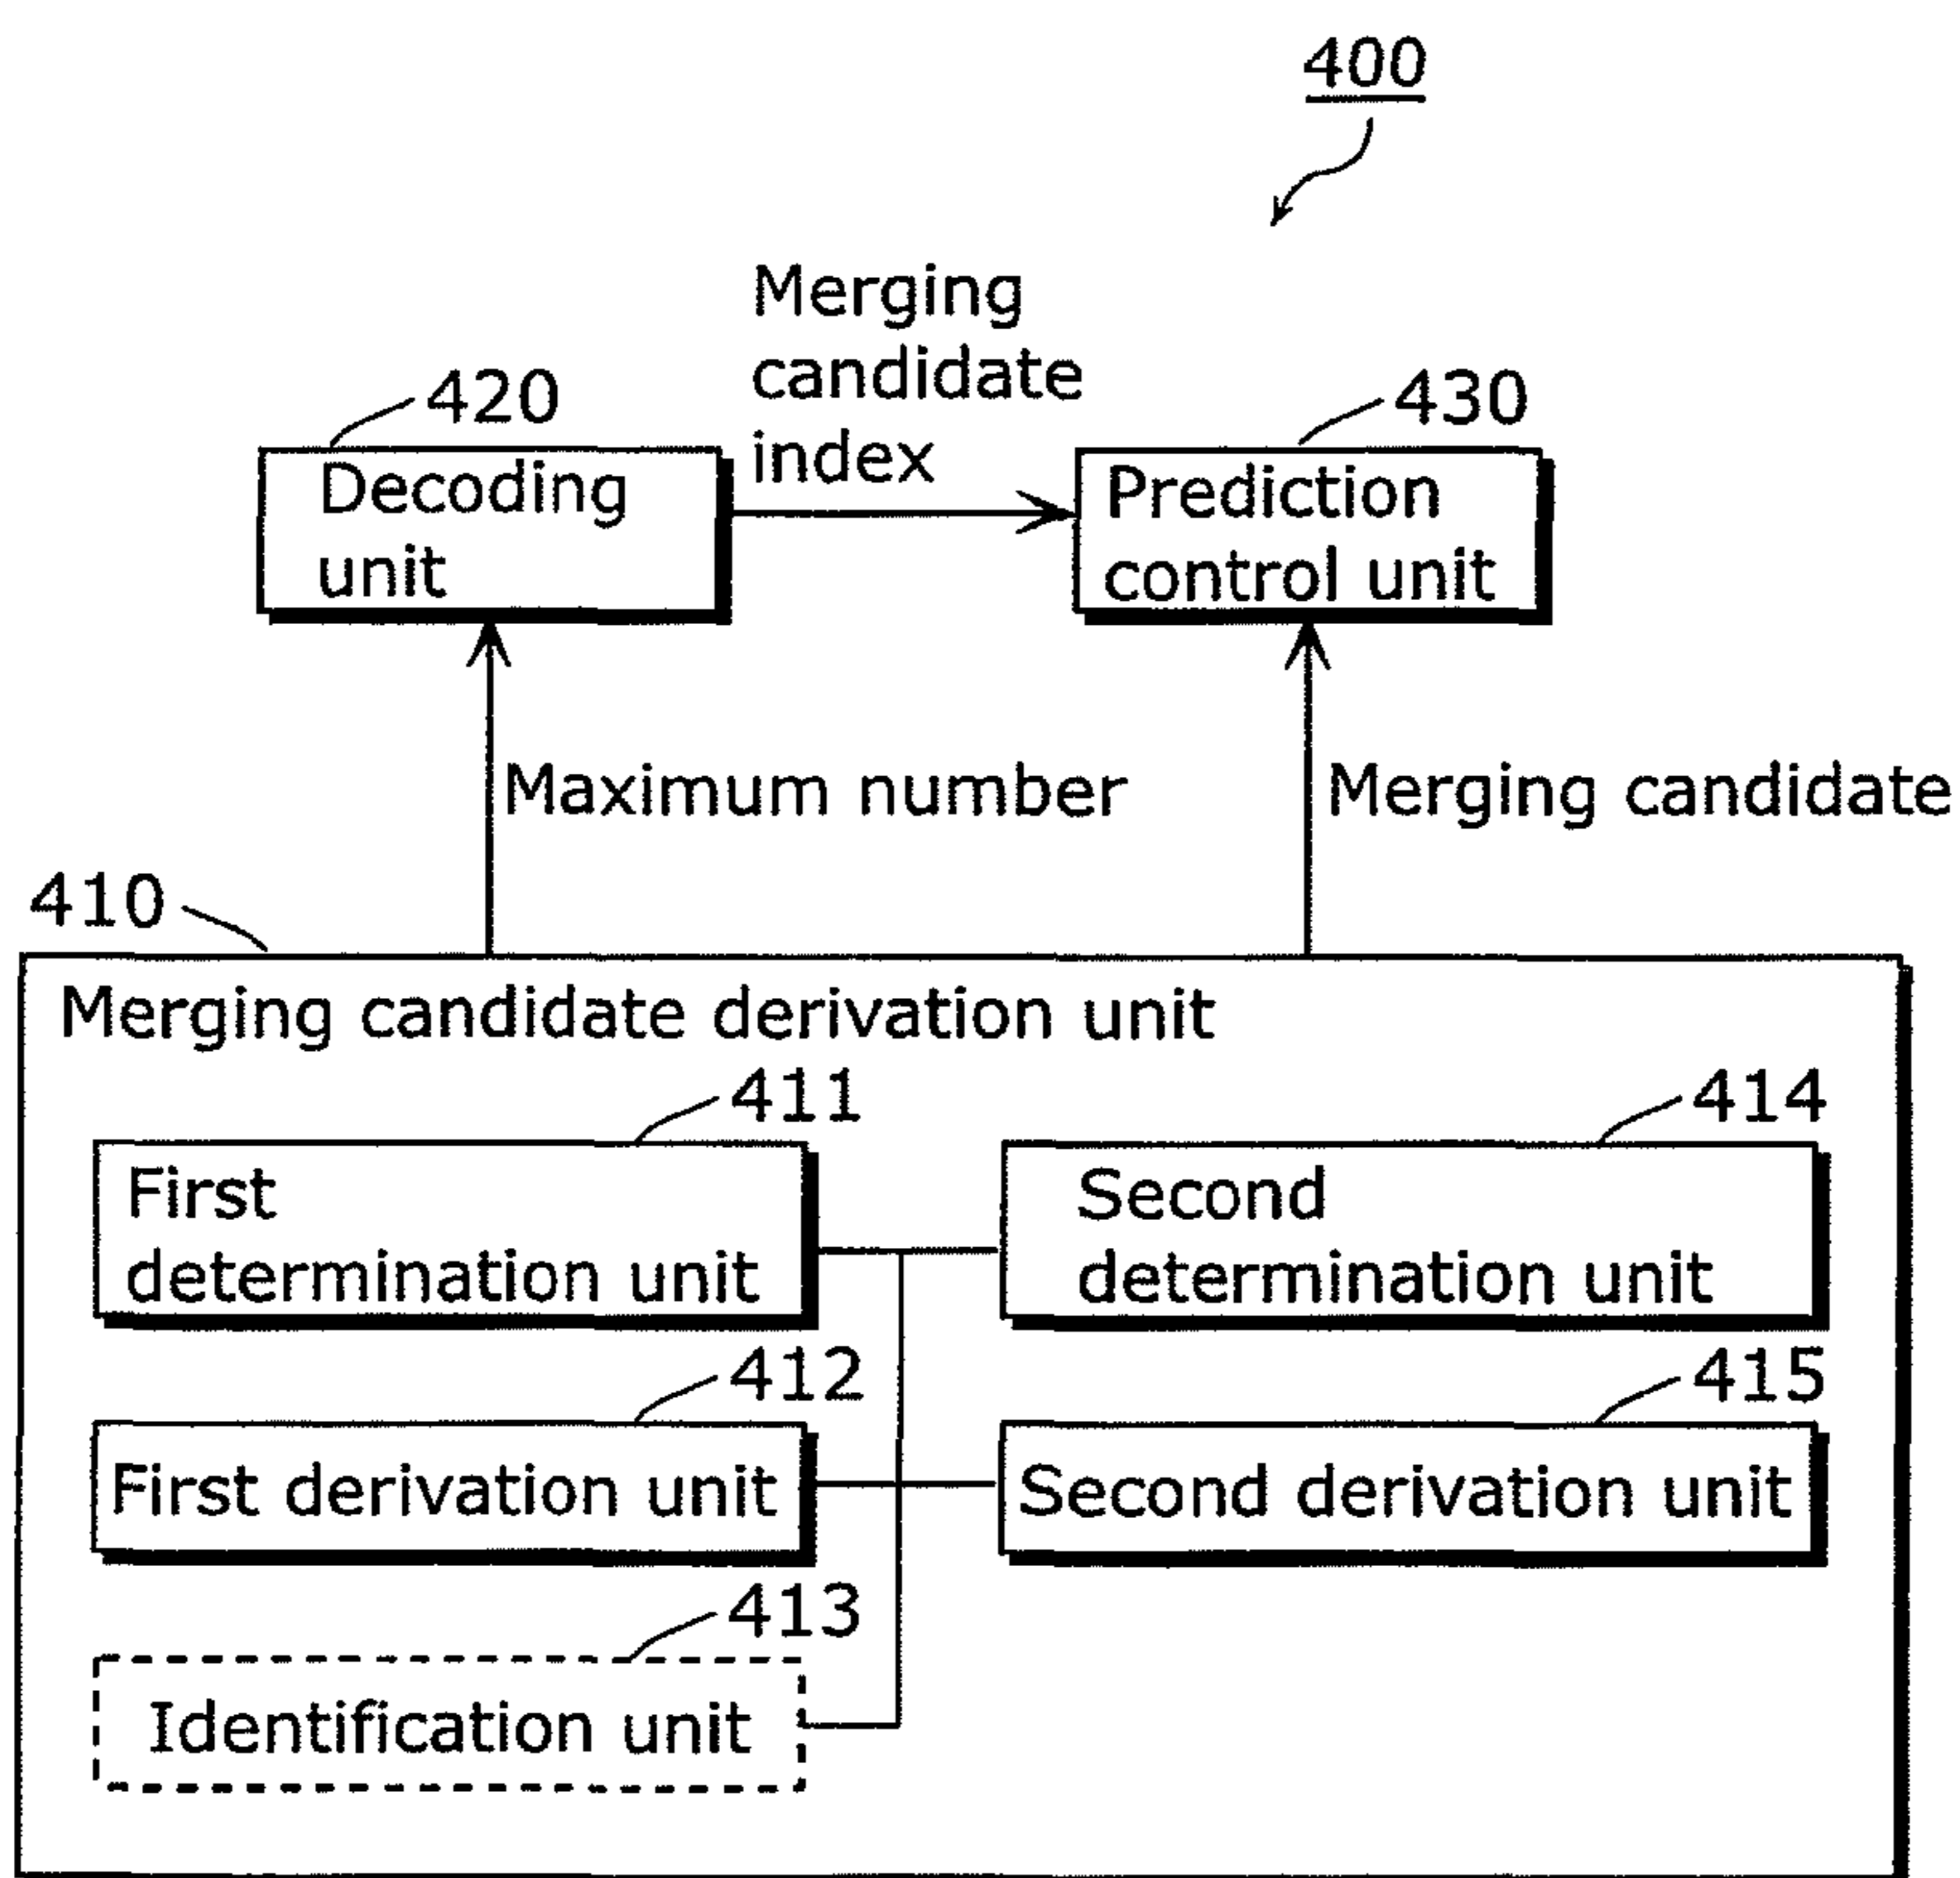 400
Merging
candidate
index
420
430
Decoding
unit
Prediction
control unit
Maximum number
Merging candidate
410
Merging candidate derivation unit
411
414
First
determination unit
Second
determination unit
412
415
First derivation unit
Second derivation unit
413
Identification unit